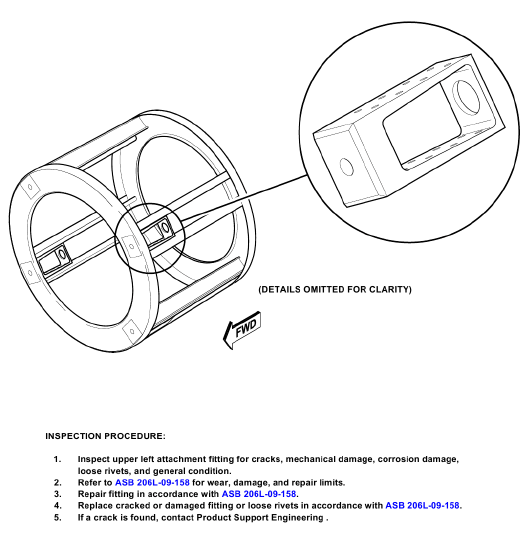 (DETAILS OMITTED FOR CLARITY)
FWD
INSPECTION PROCEDURE:
1. Inspect upper left attachment fitting for cracks, mechanical damage, corrosion damage,
loose rivets, and general condition.
2. Refer to ASB 206L-09-158 for wear, damage, and repair limits.
3. Repair fitting in accordance with ASB 206L-09-158.
4. Replace cracked or damaged fitting or loose rivets in accordance with ASB 206L-09-158.
5. If a crack is found, contact Product Support Engineering .